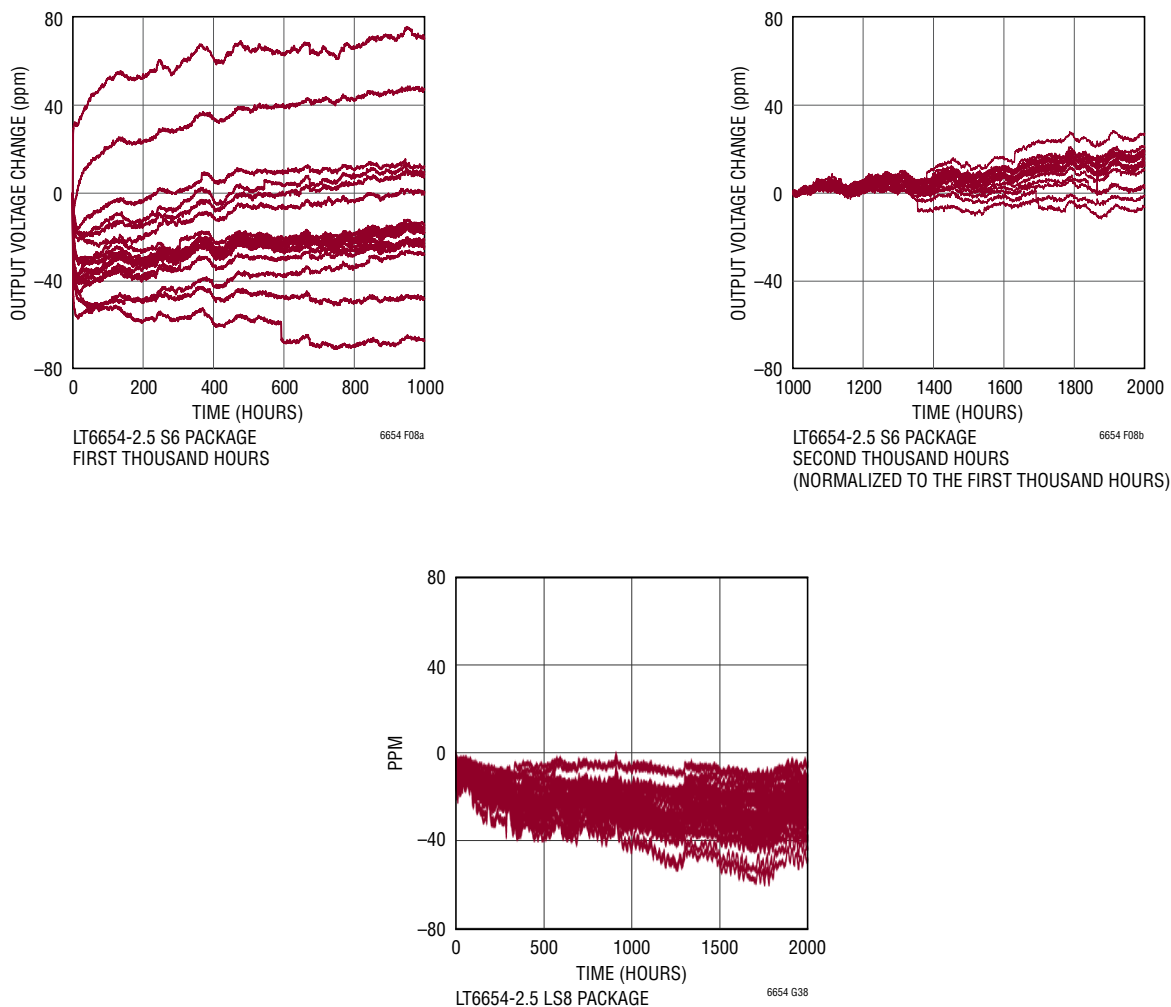 80
40
0
–40
–80
OUTPUT VOLTAGE CHANGE (ppm)
0 200 400 600 800 1000
TIME (HOURS)
LT6654-2.5 S6 PACKAGE
FIRST THOUSAND HOURS
6654 F08a
80
40
0
–40
–80
OUTPUT VOLTAGE CHANGE (ppm)
1000 1200 1400 1600 1800 2000
TIME (HOURS)
LT6654-2.5 S6 PACKAGE
SECOND THOUSAND HOURS
(NORMALIZED TO THE FIRST THOUSAND HOURS)
6654 F08b
80
40
0
–40
–80
PPM
0 500 1000 1500 2000
TIME (HOURS)
LT6654-2.5 LS8 PACKAGE
6654 G38